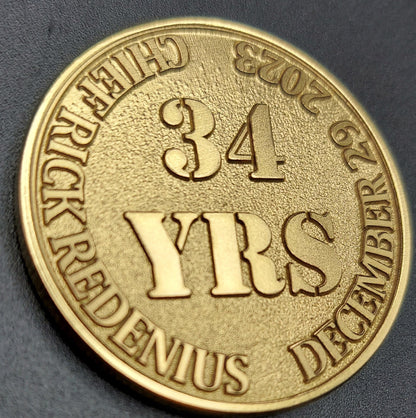 34
YRS
CHIEF RICK REDENIUS
DECEMBER 29 2023